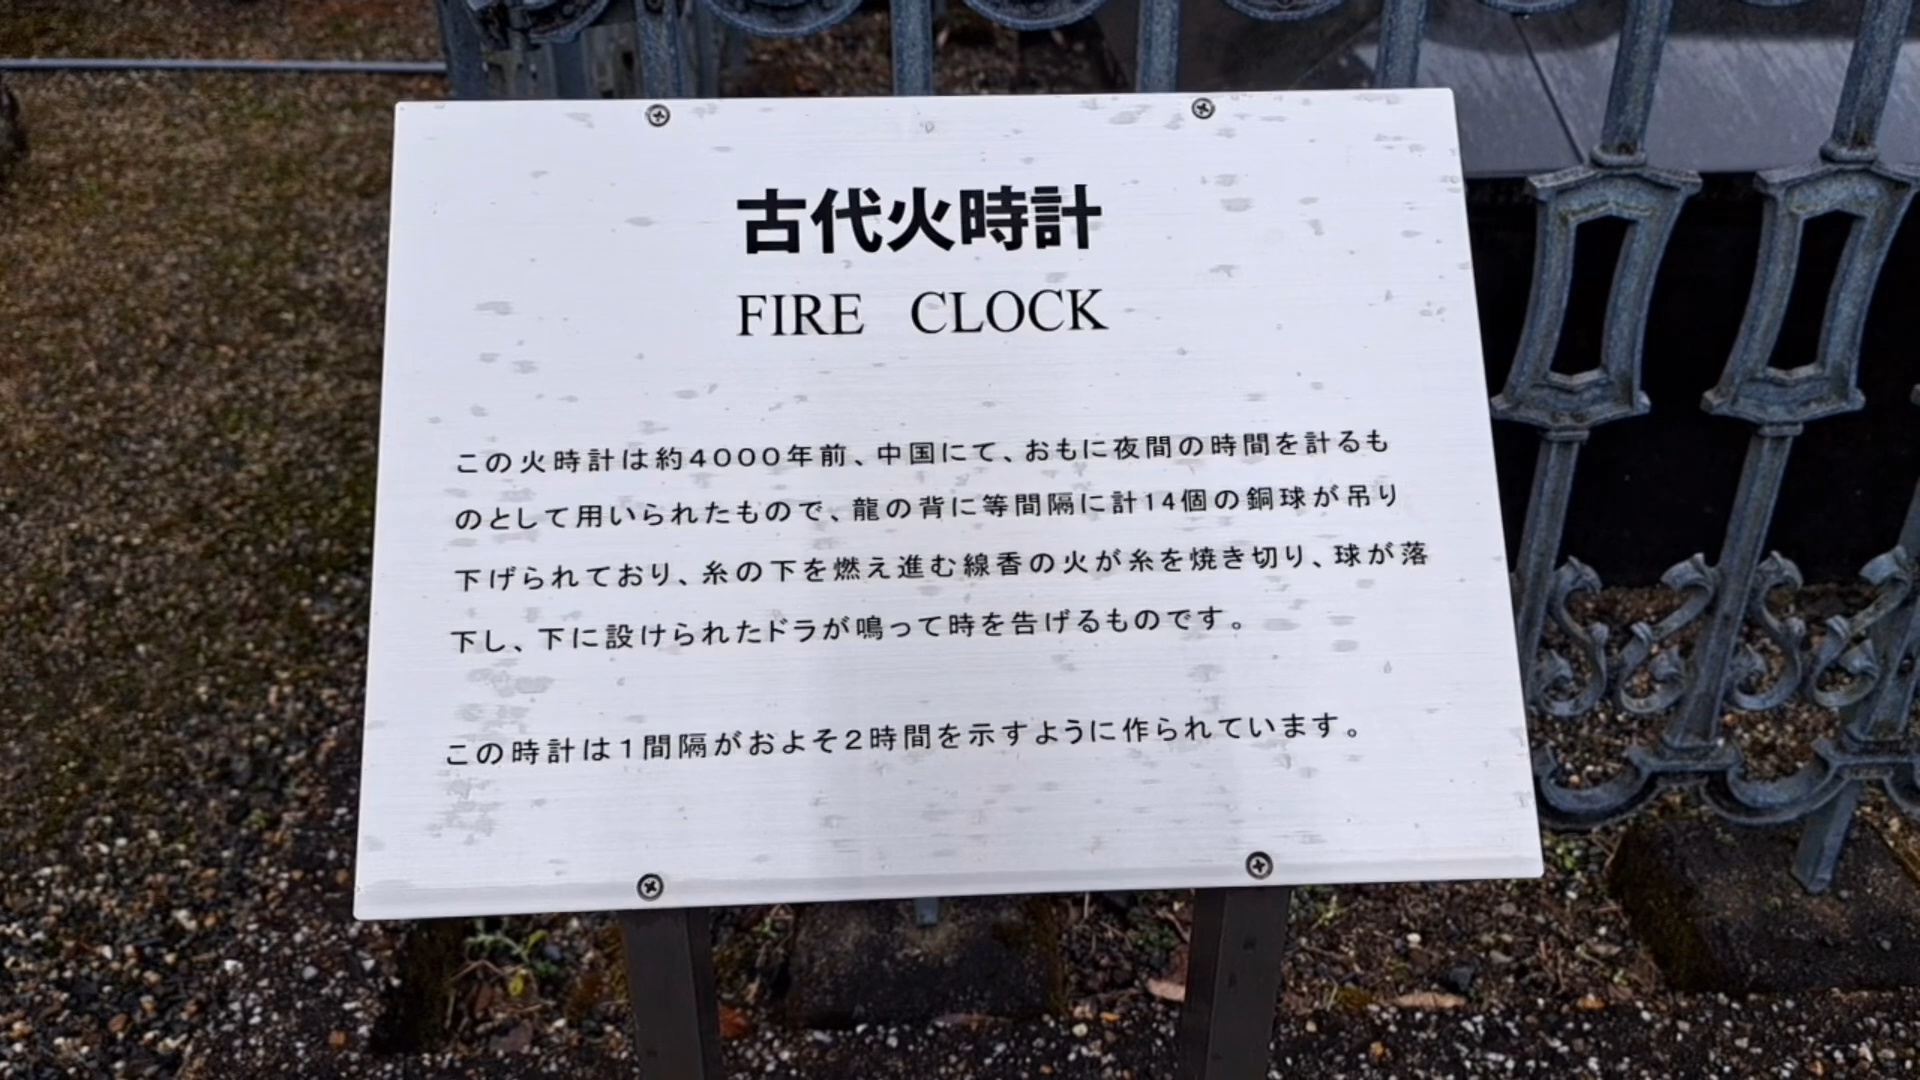 古代火時計
FIRE CLOCK
この火時計は約4000年前、中国にて、おもに夜間の時間を計るも
のとして用いられたもので、龍の背に等間隔に計14個の銅球が吊り
下げられており、糸の下を燃え進む線香の火が糸を焼き切り、球が落
下し、下に設けられたドラが鳴って時を告げるものです。
この時計は1間隔がおよそ2時間を示すように作られています。